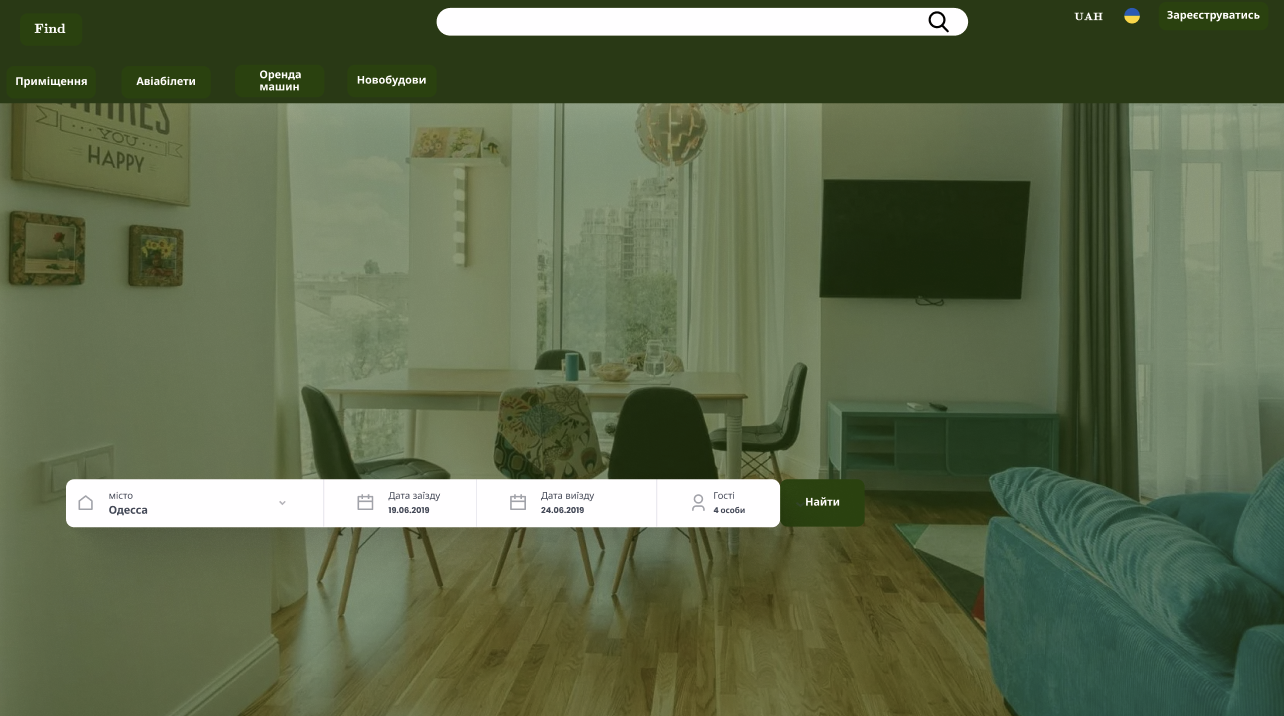 Find
UAH
Зареєструватись
Приміщення
Авіабілети
Оренда
машин
Новобудови
YOU
HAPPY
місто
Одесса
Дата заїзду
19.06.2019
Дата виїзду
24.06.2019
Гості
4 особи
Найти